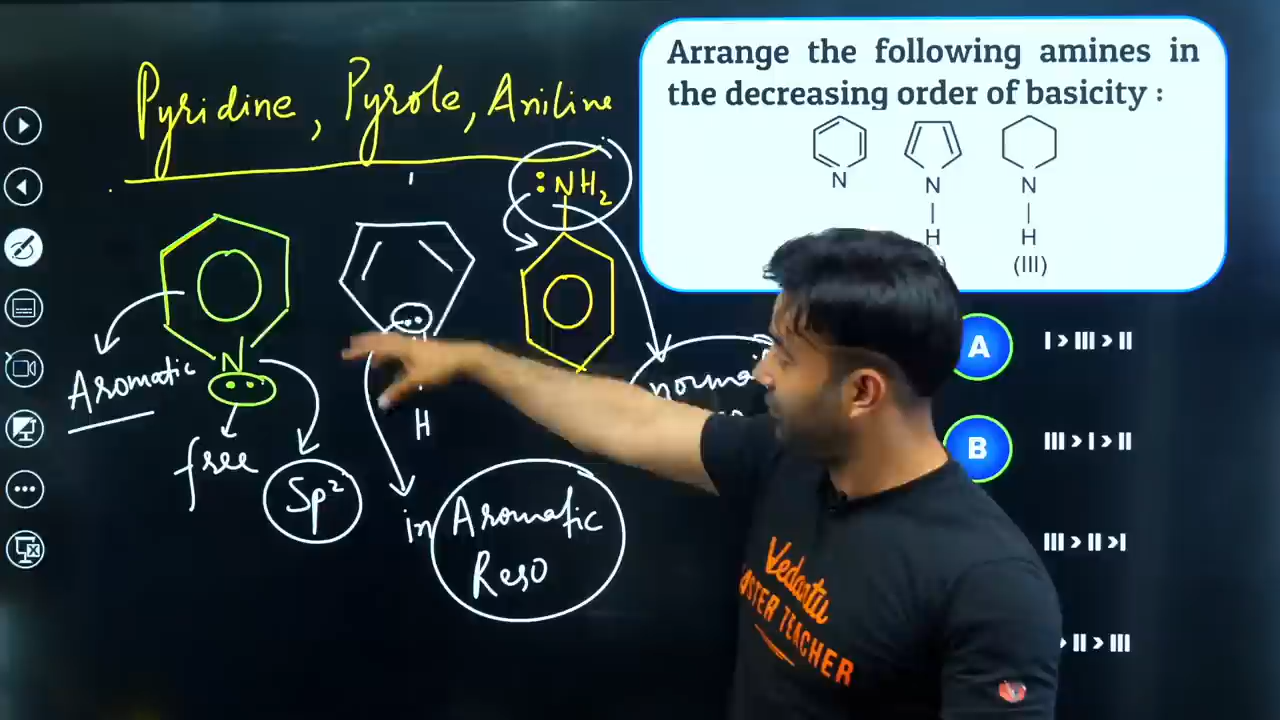 Pyridine, Pyrole, Aniline
:NH2
N
H
Aromatic
free
Sp²
in Aromatic
Reso
Arrange the following amines in
the decreasing order of basicity :
N N N
H H
(III)
A I > III > II
B III > I > II
III > II > I
> II > III
Vedantu
MASTER TEACHER